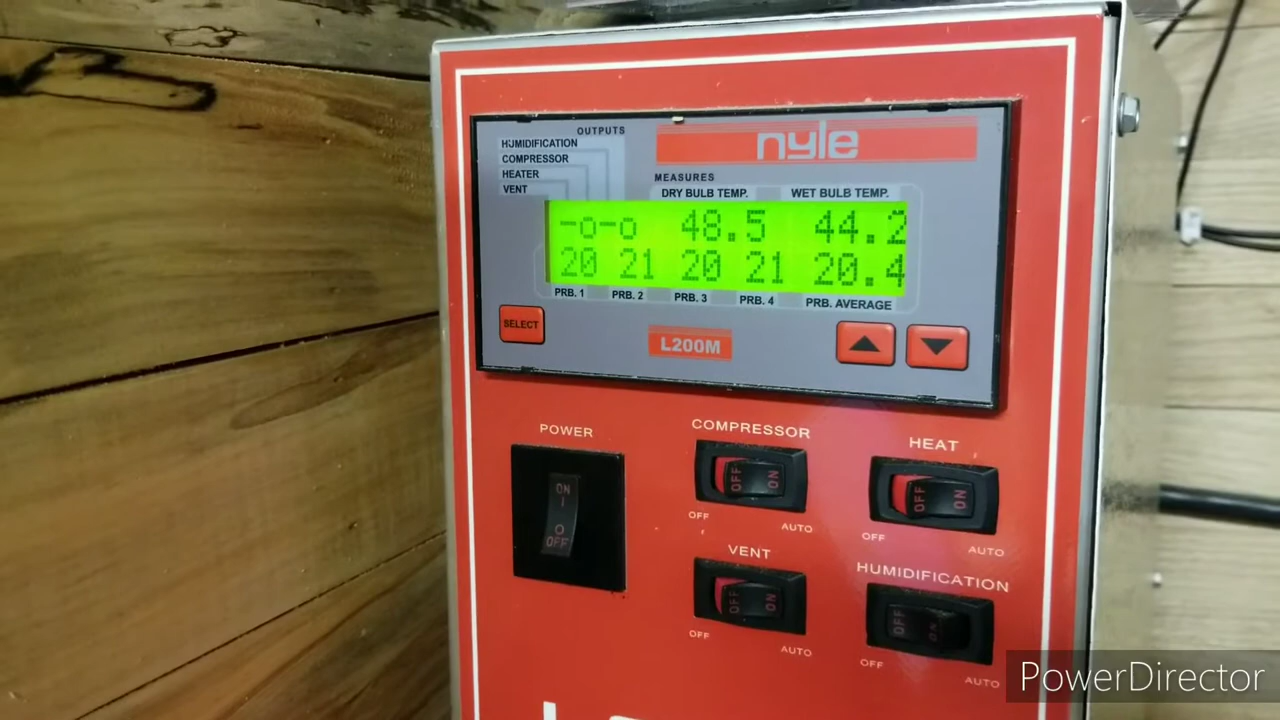 OUTPUTS
HUMIDIFICATION
COMPRESSOR
HEATER
VENT
nyle
MEASURES
DRY BULB TEMP. WET BULB TEMP.
-o-o 48.5 44.2
20 21 20 21 20.4
PRB. 1 PRB. 2 PRB. 3 PRB. 4 PRB. AVERAGE
SELECT
L200M
POWER
ON
I
O
OFF
COMPRESSOR
OFF ON
OFF AUTO
HEAT
OFF ON
OFF AUTO
VENT
OFF ON
OFF AUTO
HUMIDIFICATION
OFF ON
OFF AUTO
PowerDirector